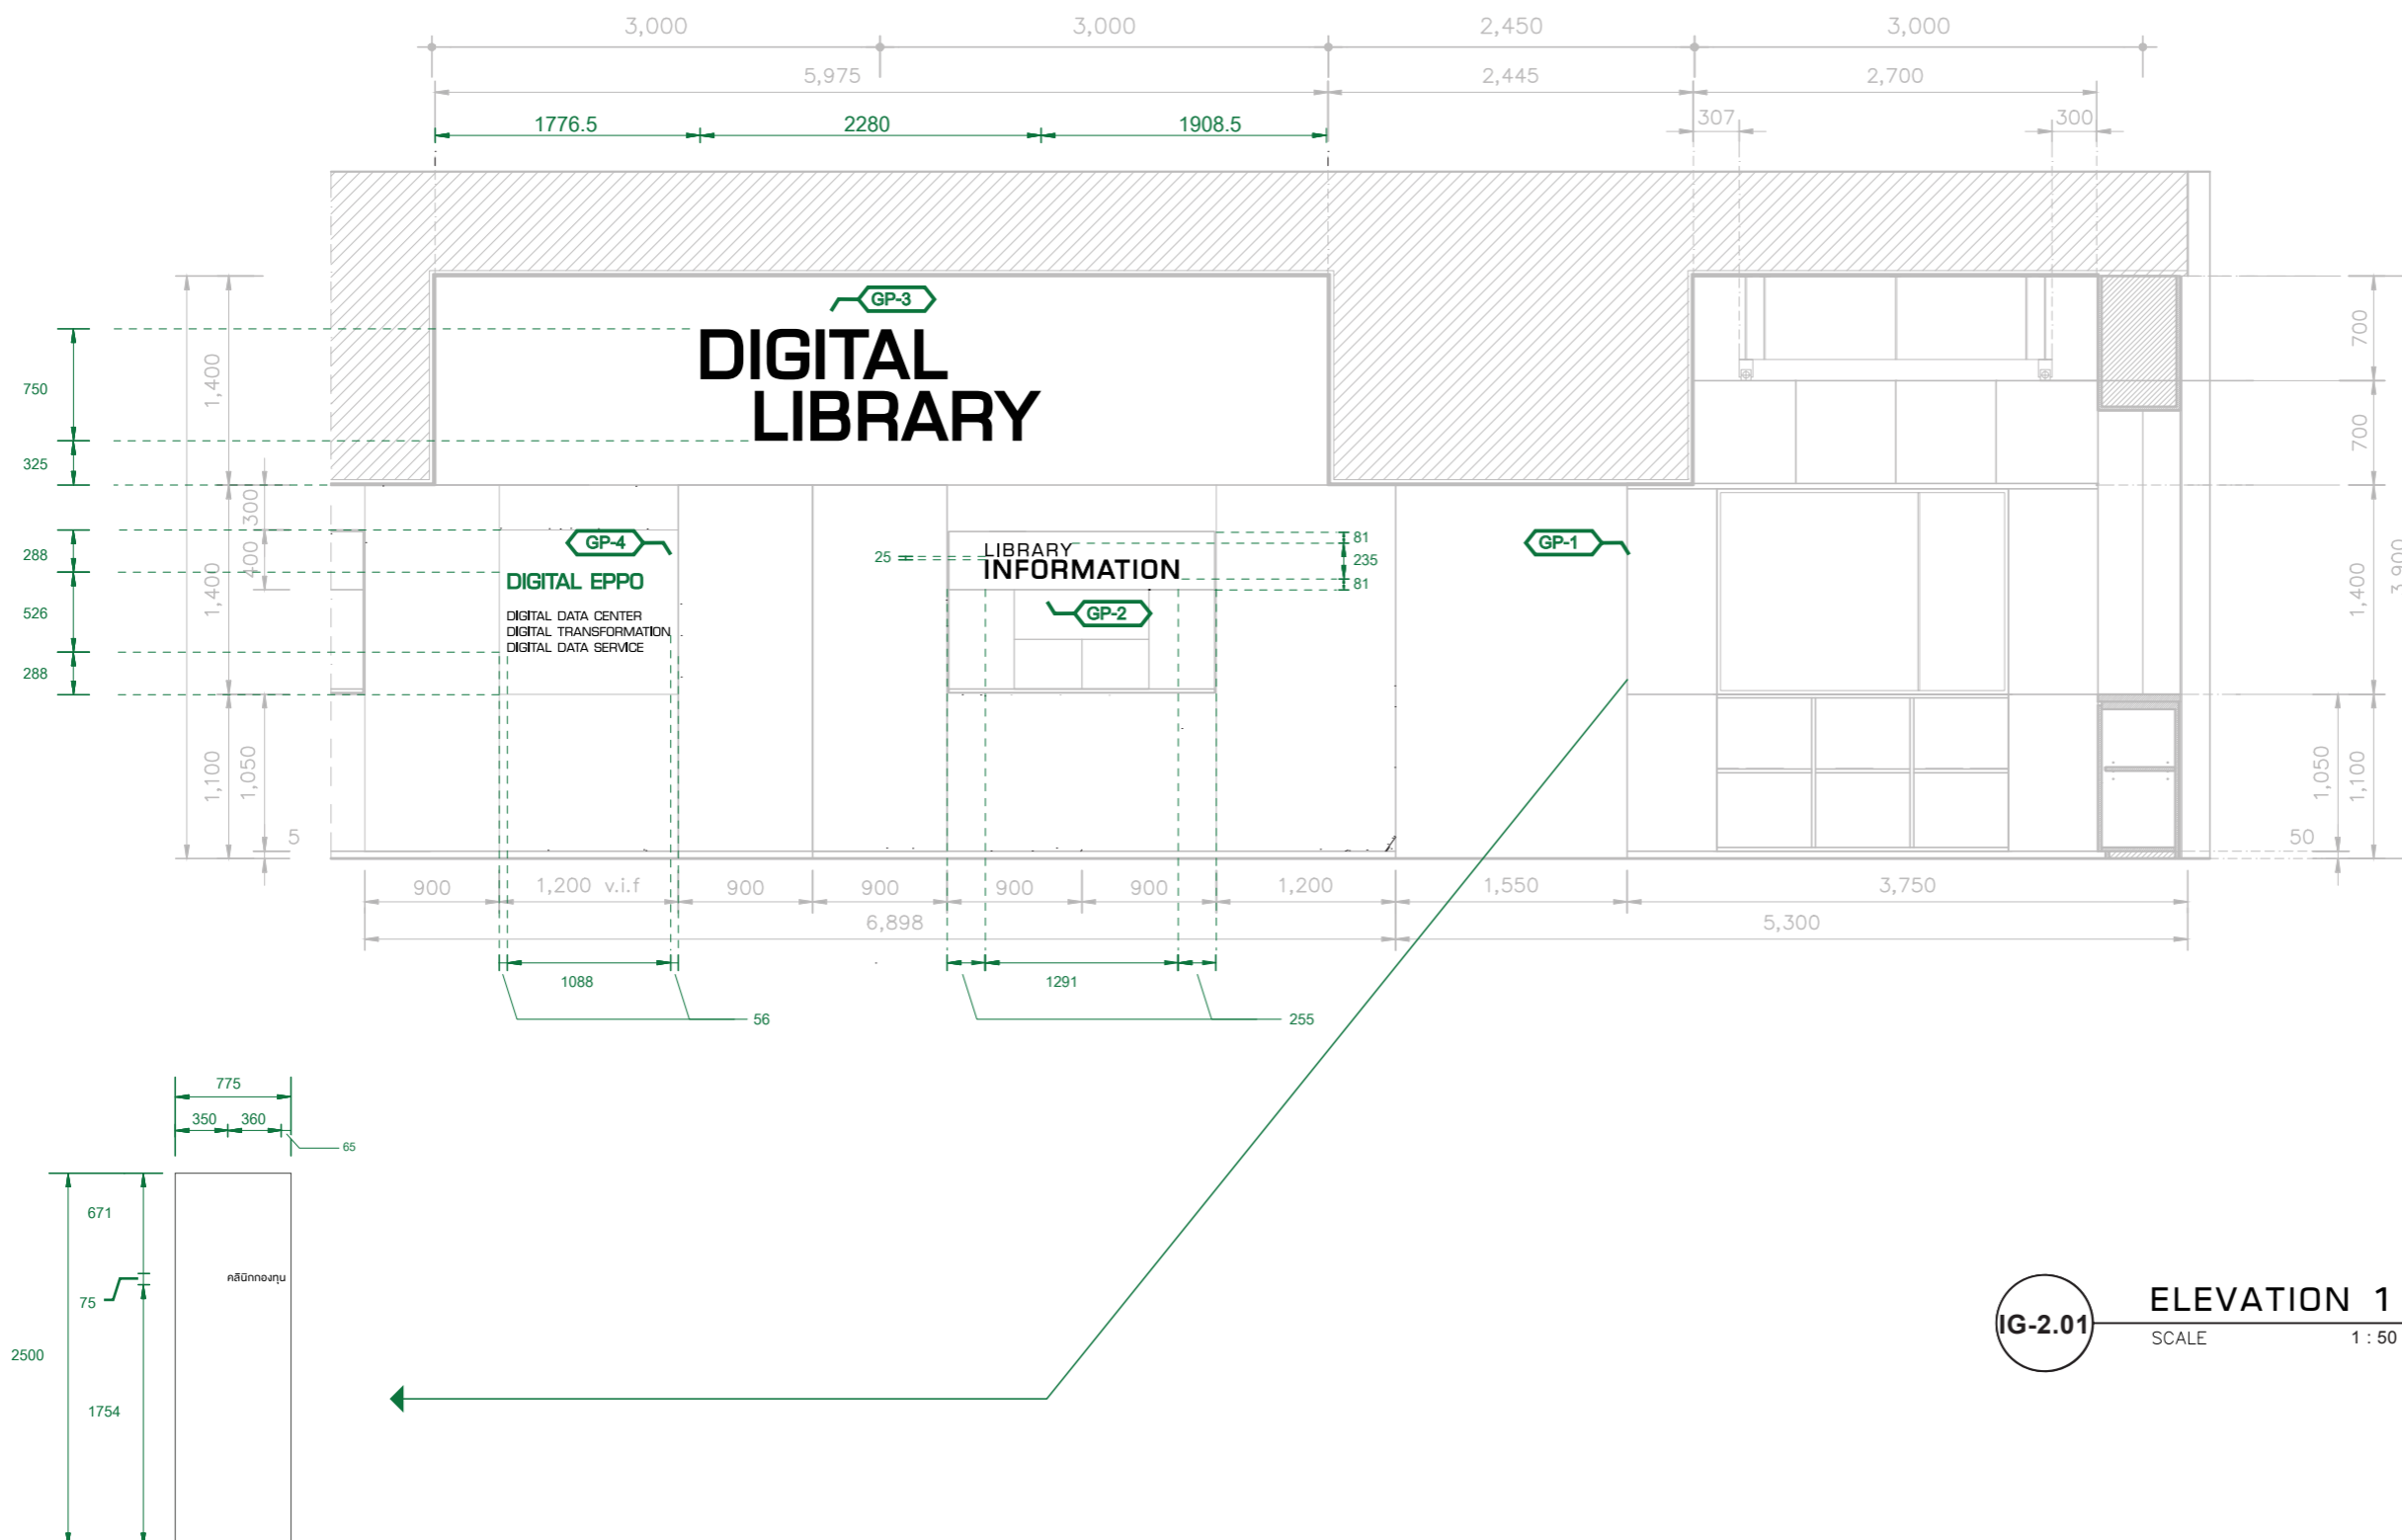 3,000 3,000 2,450 3,000
5,975 2,445 2,700
1776.5 2280 1908.5 307 300
GP-3
DIGITAL
LIBRARY
750
325
1,400
700
700
300
400
1,400
288
526
288
GP-4
DIGITAL EPPO
DIGITAL DATA CENTER
DIGITAL TRANSFORMATION
DIGITAL DATA SERVICE
25
LIBRARY
INFORMATION
GP-2
81
235
81
GP-1
1,400
3,900
1,100
1,050
5
1,050
1,100
50
900 1,200 v.i.f 900 900 900 900 1,200 1,550 3,750
6,898 5,300
1088 1291
56 255
775
350 360
65
671
คลินิกกองทุน
75
2500
1754
IG-2.01
ELEVATION 1
SCALE 1 : 50